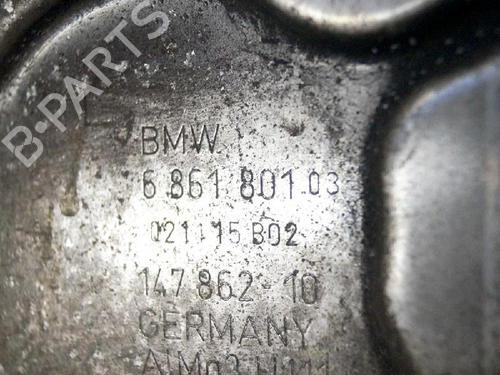 B-PARTS
BMW
6 861 801 03
021 15 B02
147 862-10
GERMANY